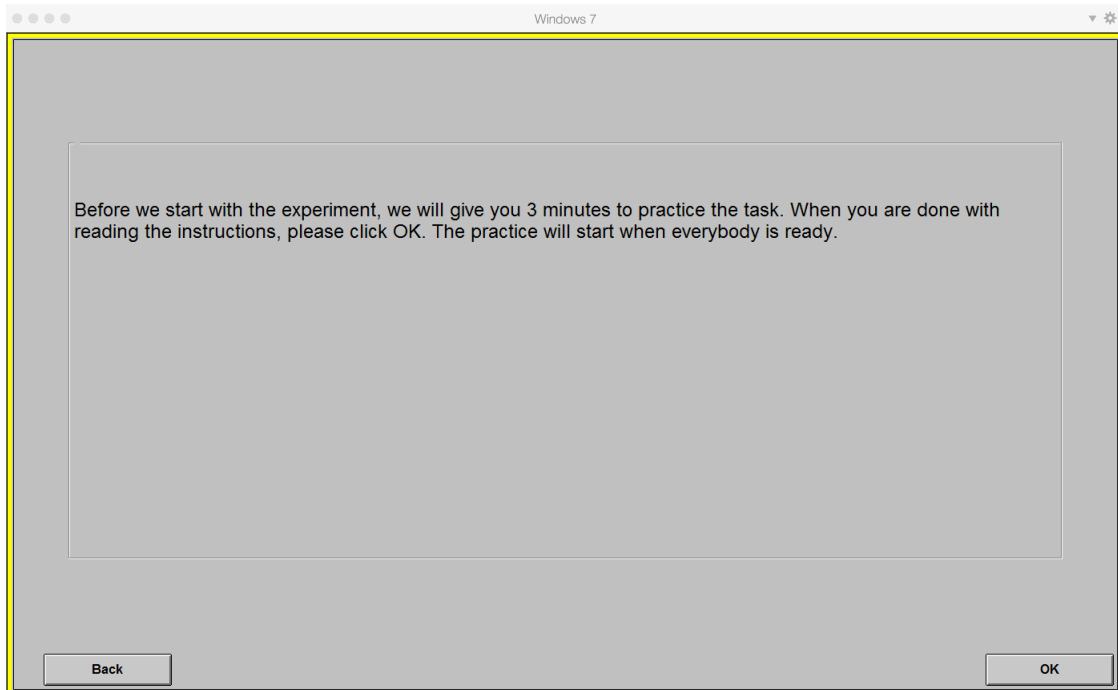 Windows 7
Before we start with the experiment, we will give you 3 minutes to practice the task. When you are done with
reading the instructions, please click OK. The practice will start when everybody is ready.
Back
OK